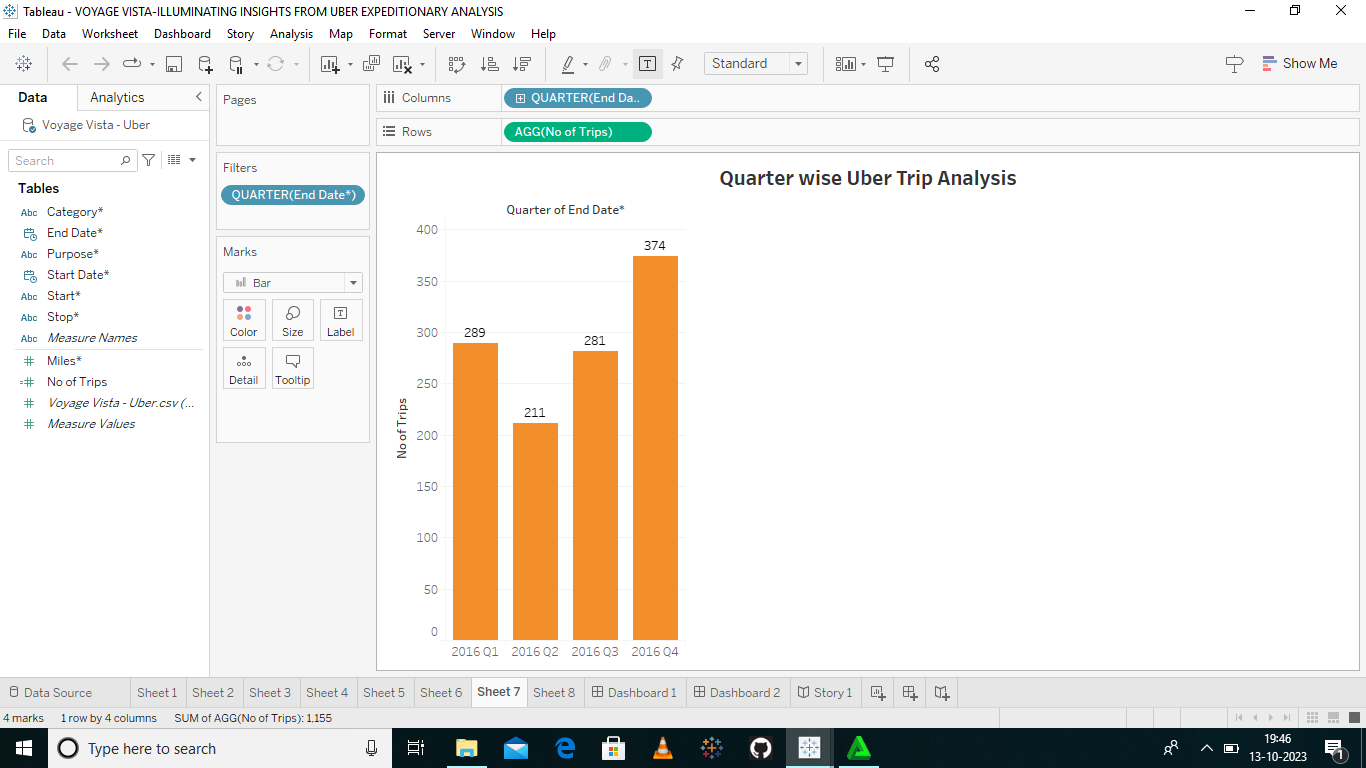 Tableau - VOYAGE VISTA-ILLUMINATING INSIGHTS FROM UBER EXPEDITIONARY ANALYSIS
File Data Worksheet Dashboard Story Analysis Map Format Server Window Help
Standard
Show Me
Data Analytics
Voyage Vista - Uber
Search
Tables
Abc Category*
End Date*
Abc Purpose*
Start Date*
Abc Start*
Abc Stop*
Abc Measure Names
Miles*
No of Trips
Voyage Vista - Uber.csv (...
Measure Values
Pages
Filters
QUARTER(End Date*)
Marks
Bar
Color Size Label
Detail Tooltip
Columns QUARTER(End Da..
Rows AGG(No of Trips)
Quarter wise Uber Trip Analysis
Quarter of End Date*
No of Trips
400
350
300
250
200
150
100
50
0
289
211
281
374
2016 Q1 2016 Q2 2016 Q3 2016 Q4
Data Source Sheet 1 Sheet 2 Sheet 3 Sheet 4 Sheet 5 Sheet 6 Sheet 7 Sheet 8 Dashboard 1 Dashboard 2 Story 1
4 marks 1 row by 4 columns SUM of AGG(No of Trips): 1,155
Type here to search
19:46
13-10-2023
1